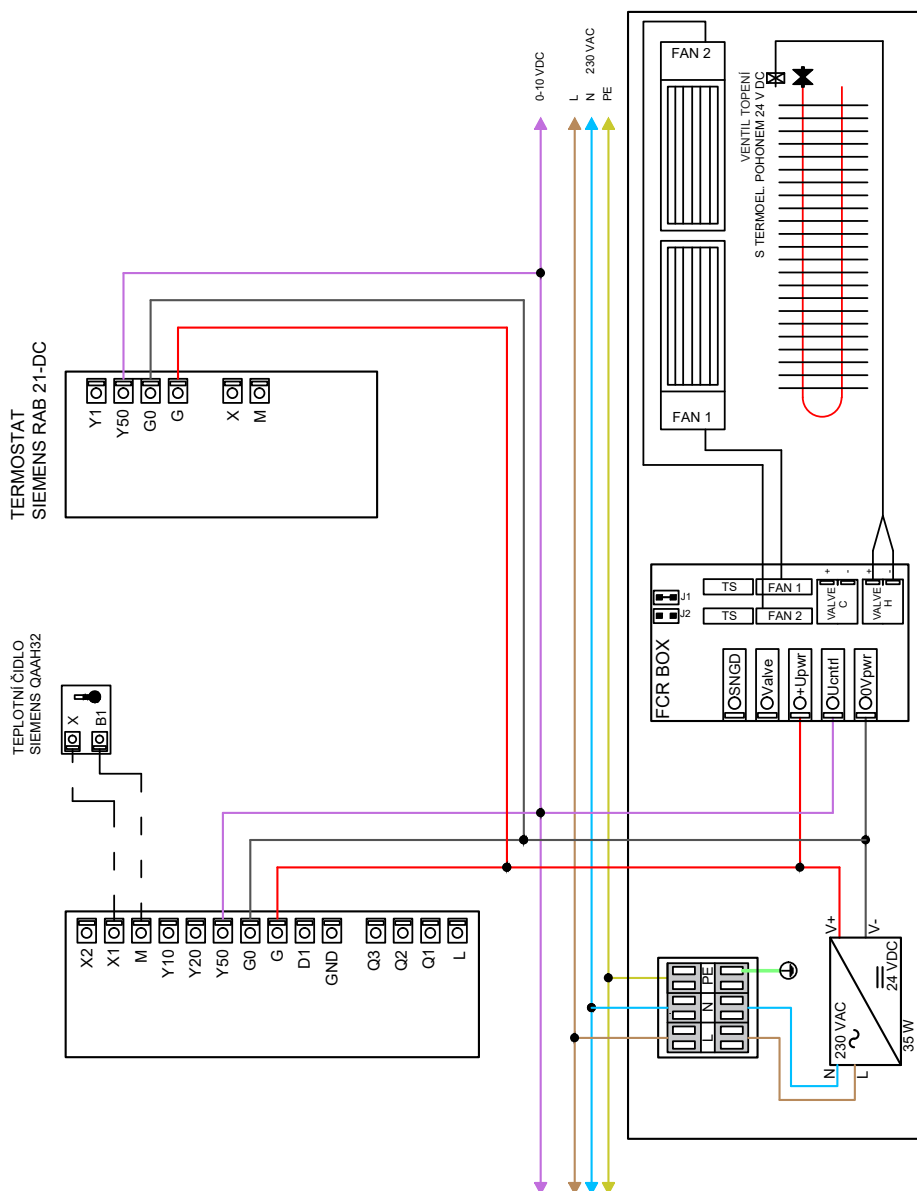 FAN 2
0-10 VDC
L
N
230 VAC
PE
VENTIL TOPENÍ
S TERMOEL. POHONEM 24 V DC
FAN 1
TERMOSTAT
SIEMENS RAB 21-DC
Y1
Y50
G0
G
X
M
TEPLOTNÍ ČIDLO
SIEMENS QAAH32
X
B1
FCR BOX
J1
J2
TS
FAN 1
TS
FAN 2
VALVE
C
+
-
VALVE
H
+
-
SNGD
Valve
+Upwr
Ucntrl
0Vpwr
X2
X1
M
Y10
Y20
Y50
G0
G
D1
GND
Q3
Q2
Q1
L
PE
N
L
V+
V-
230 VAC
24 VDC
N
L
35 W